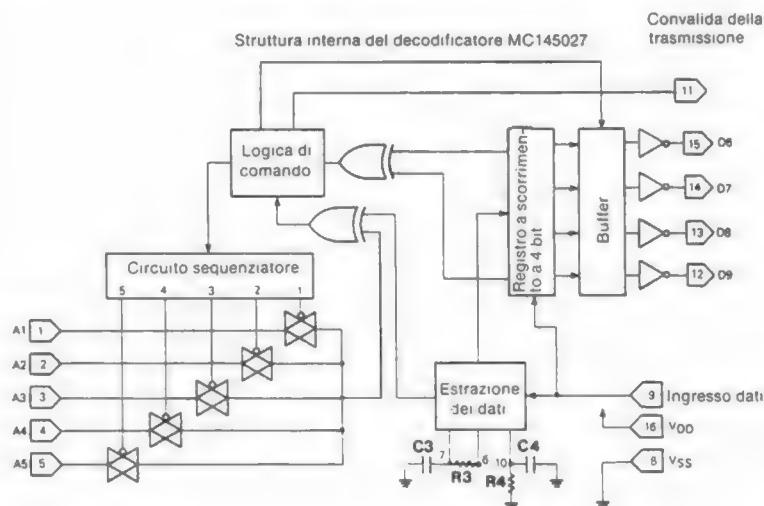 Convalida della
trasmissione
Struttura interna del decodificatore MC145027
11
Logica di
comando
Registro a scorrimen-
to a 4 bit
Buffer
15 D6
14 D7
13 D8
12 D9
Circuito sequenziatore
5 4 3 2 1
A1 1
A2 2
A3 3
A4 4
A5 5
Estrazione
dei dati
9 Ingresso dati
16 VDD
8 VSS
C3 7 6 10 C4
R3 R4